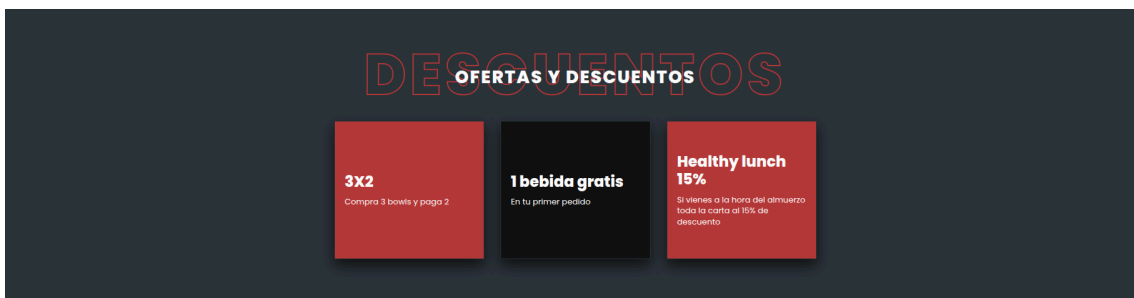 DESCUENTOS
OFERTAS Y DESCUENTOS
3X2
Compra 3 bowls y paga 2
1 bebida gratis
En tu primer pedido
Healthy lunch
15%
Si vienes a la hora del almuerzo
toda la carta al 15% de
descuento